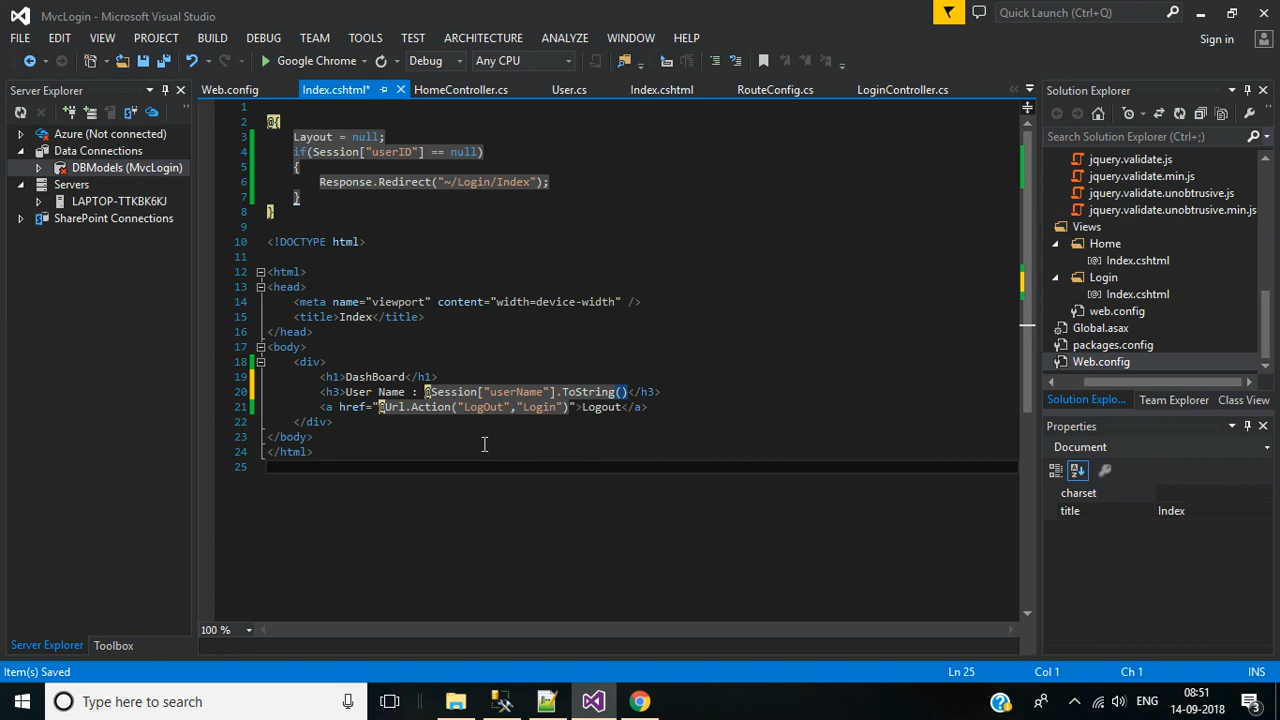 MvcLogin - Microsoft Visual Studio
Quick Launch (Ctrl+Q)
FILE EDIT VIEW PROJECT BUILD DEBUG TEAM TOOLS TEST ARCHITECTURE ANALYZE WINDOW HELP
Sign in
Google Chrome Debug Any CPU
Server Explorer
Web.config Index.cshtml* HomeController.cs User.cs Index.cshtml RouteConfig.cs LoginController.cs
Solution Explorer
Search Solution Explorer (Ctrl+;)
Azure (Not connected)
Data Connections
DBModels (MvcLogin)
Servers
LAPTOP-TTKBK6KJ
SharePoint Connections
1
2 @{
3 Layout = null;
4 if(Session["userID"] == null)
5 {
6 Response.Redirect("~/Login/Index");
7 }
8 }
9
10 <!DOCTYPE html>
11
12 <html>
13 <head>
14 <meta name="viewport" content="width=device-width" />
15 <title>Index</title>
16 </head>
17 <body>
18 <div>
19 <h1>DashBoard</h1>
20 <h3>User Name : @Session["userName"].ToString()</h3>
21 <a href="@Url.Action("LogOut","Login")">Logout</a>
22 </div>
23 </body>
24 </html>
25
jquery.validate.js
jquery.validate.min.js
jquery.validate.unobtrusive.js
jquery.validate.unobtrusive.min.js
Views
Home
Index.cshtml
Login
Index.cshtml
web.config
Global.asax
packages.config
Web.config
Solution Explo... Team Explorer Class View
Properties
Document
charset
title Index
100 %
Server Explorer Toolbox
Item(s) Saved Ln 25 Col 1 Ch 1 INS
Type here to search
ENG
08:51
14-09-2018
3